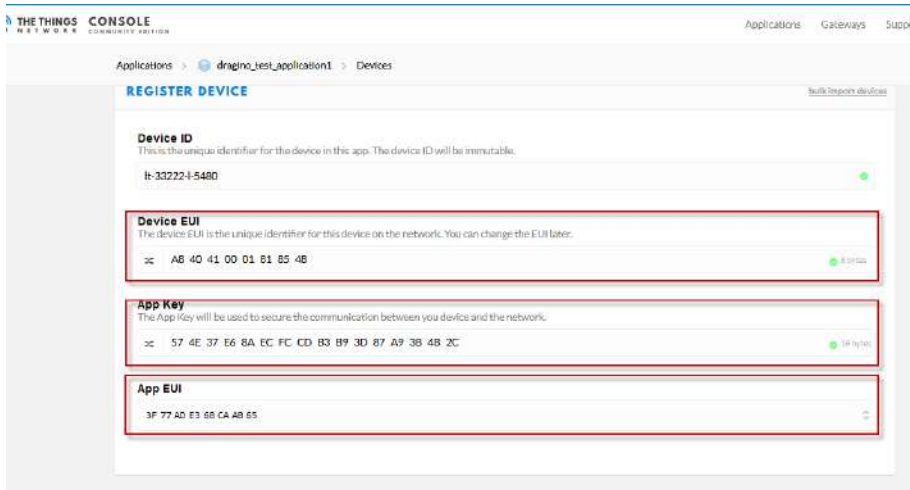 THE THINGS NETWORK
CONSOLE
COMMUNITY EDITION
Applications Gateways
Applications > dragino_test_application1 > Devices
REGISTER DEVICE
bulk import devices
Device ID
This is the unique identifier for the device in this app. The device ID will be immutable.
lt-33222-l-5480
Device EUI
The device EUI is the unique identifier for this device on the network. You can change the EUI later.
A8 40 41 00 01 81 85 4B
8 bytes
App Key
The App Key will be used to secure the communication between you device and the network.
57 4E 37 E6 8A EC FC CD B3 B9 3D 87 A9 38 4B 2C
16 bytes
App EUI
3F 77 AD E3 68 CA AB 65